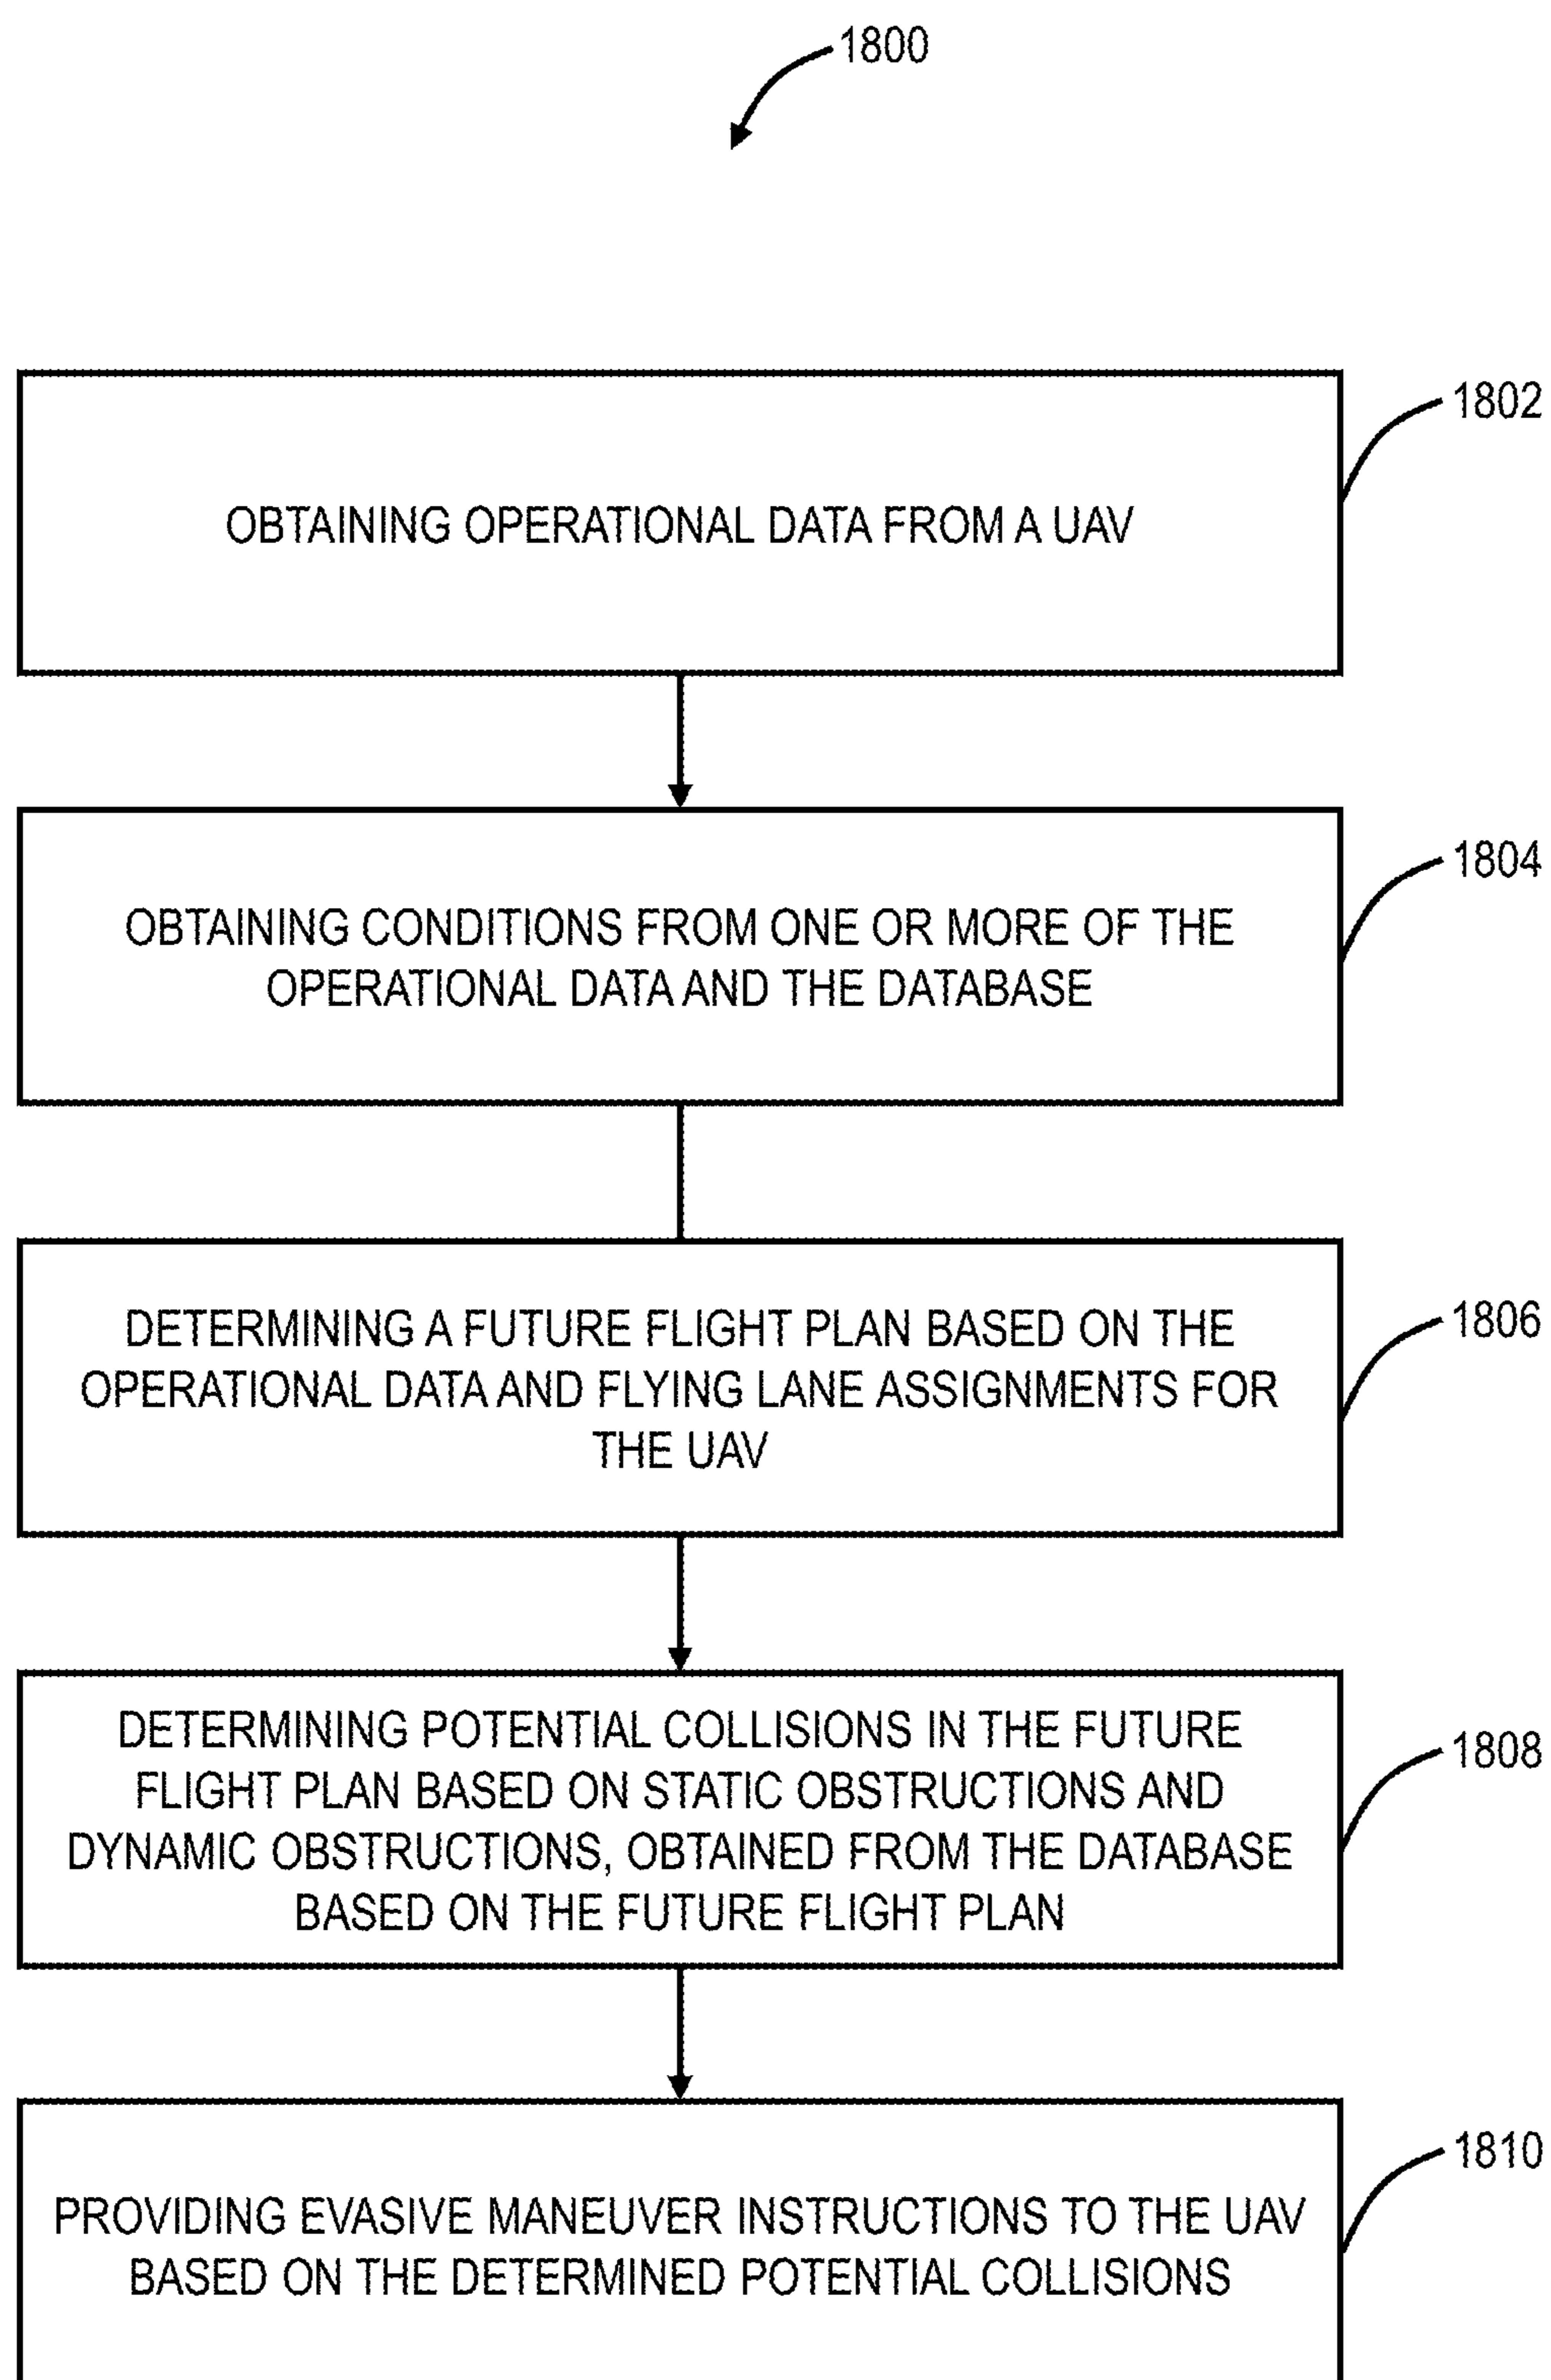 1800
1802
OBTAINING OPERATIONAL DATA FROM A UAV
1804
OBTAINING CONDITIONS FROM ONE OR MORE OF THE
OPERATIONAL DATA AND THE DATABASE
1806
DETERMINING A FUTURE FLIGHT PLAN BASED ON THE
OPERATIONAL DATA AND FLYING LANE ASSIGNMENTS FOR
THE UAV
1808
DETERMINING POTENTIAL COLLISIONS IN THE FUTURE
FLIGHT PLAN BASED ON STATIC OBSTRUCTIONS AND
DYNAMIC OBSTRUCTIONS, OBTAINED FROM THE DATABASE
BASED ON THE FUTURE FLIGHT PLAN
1810
PROVIDING EVASIVE MANEUVER INSTRUCTIONS TO THE UAV
BASED ON THE DETERMINED POTENTIAL COLLISIONS